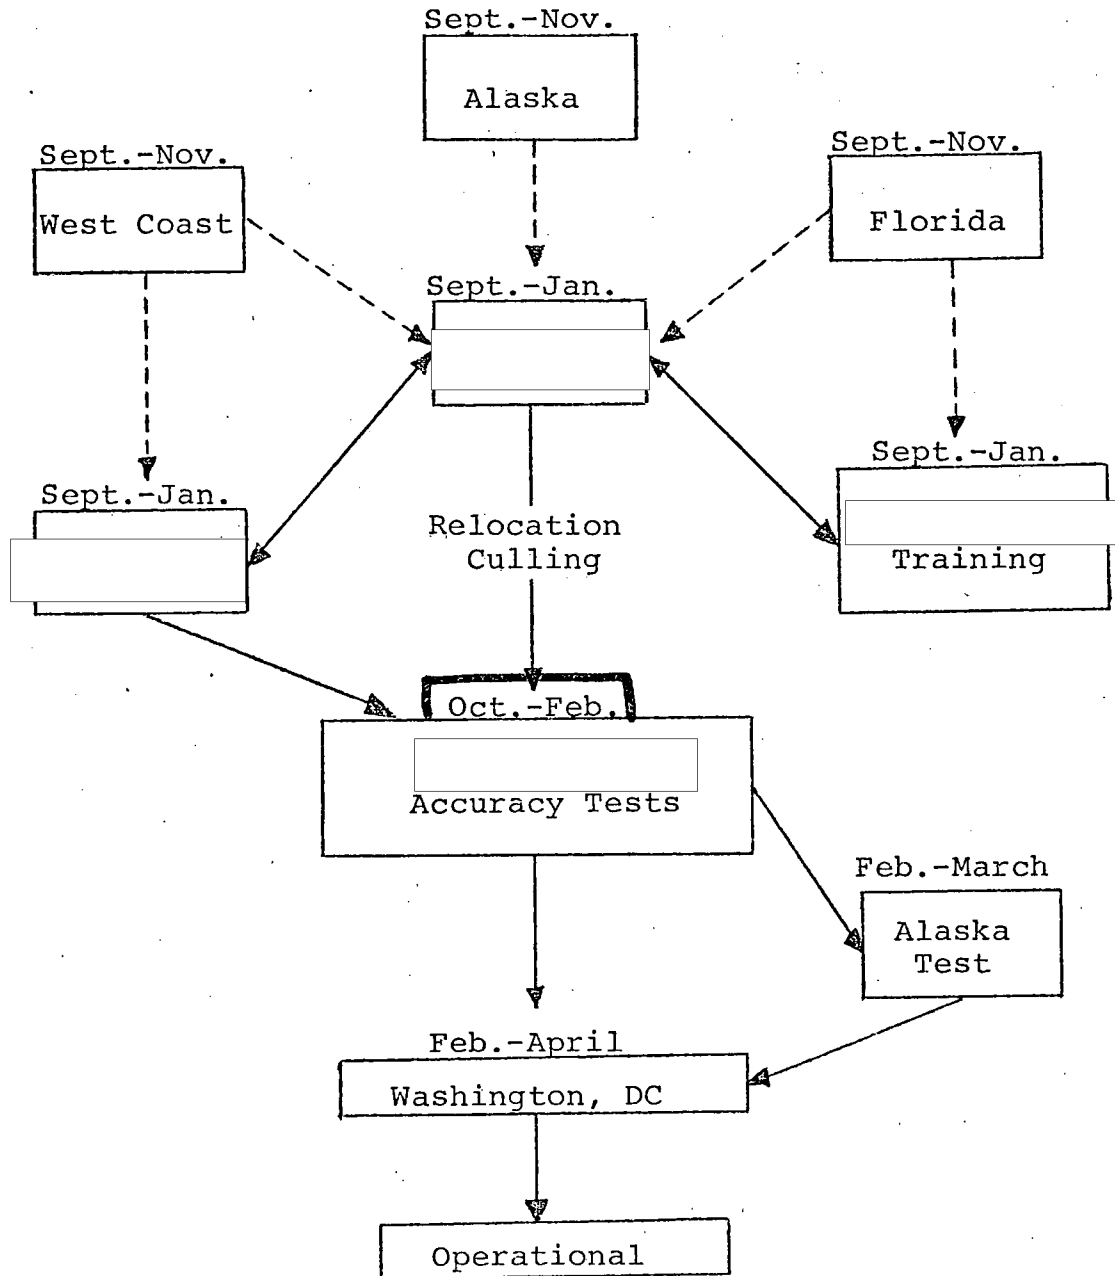 Sept.-Nov.
Alaska
Sept.-Nov.
West Coast
Sept.-Nov.
Florida
Sept.-Jan.
Sept.-Jan.
Training
Sept.-Jan.
Relocation
Culling
Oct.-Feb.
Accuracy Tests
Feb.-March
Alaska
Test
Feb.-April
Washington, DC
Operational